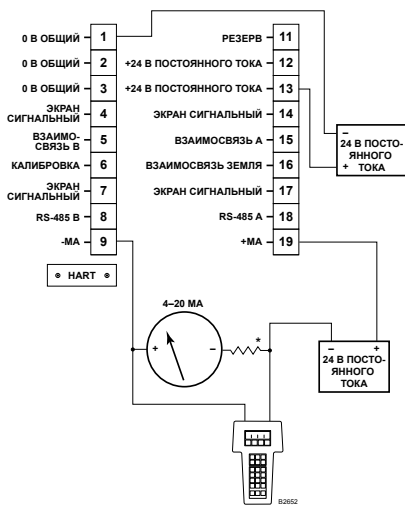 0 В ОБЩИЙ 1
0 В ОБЩИЙ 2
0 В ОБЩИЙ 3
ЭКРАН
СИГНАЛЬНЫЙ 4
ВЗАИМО-
СВЯЗЬ В 5
КАЛИБРОВКА 6
ЭКРАН
СИГНАЛЬНЫЙ 7
RS-485 В 8
-МА 9
HART
РЕЗЕРВ 11
+24 В ПОСТОЯННОГО ТОКА 12
+24 В ПОСТОЯННОГО ТОКА 13
ЭКРАН СИГНАЛЬНЫЙ 14
ВЗАИМОСВЯЗЬ А 15
ВЗАИМОСВЯЗЬ ЗЕМЛЯ 16
ЭКРАН СИГНАЛЬНЫЙ 17
RS-485 А 18
+МА 19
–
24 В ПОСТО-
ЯННОГО
+ ТОКА
4–20 МА
+ – *
– +
24 В ПОСТО-
ЯННОГО
ТОКА
B2652